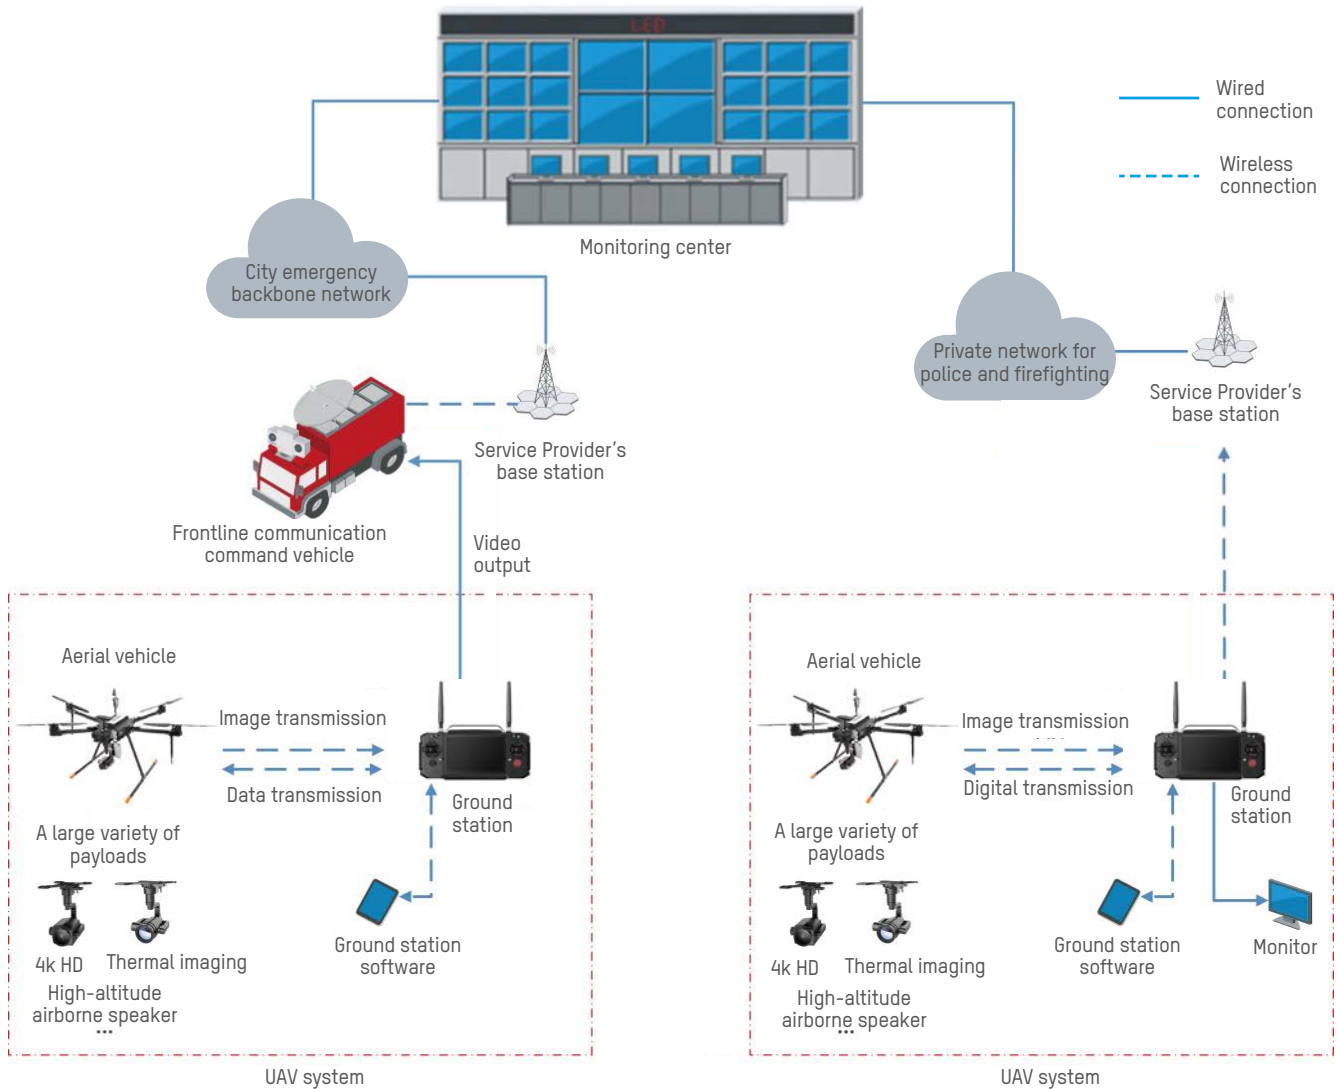 LED
Wired
connection
Wireless
connection
Monitoring center
City emergency
backbone network
Private network for
police and firefighting
Service Provider's
base station
Service Provider's
base station
Frontline communication
command vehicle
Video
output
Aerial vehicle
Image transmission
Data transmission
Ground
station
A large variety of
payloads
4k HD
Thermal imaging
High-altitude
airborne speaker
...
Ground station
software
UAV system
Aerial vehicle
Image transmission
Digital transmission
Ground
station
A large variety of
payloads
4k HD
Thermal imaging
High-altitude
airborne speaker
...
Ground station
software
Monitor
UAV system